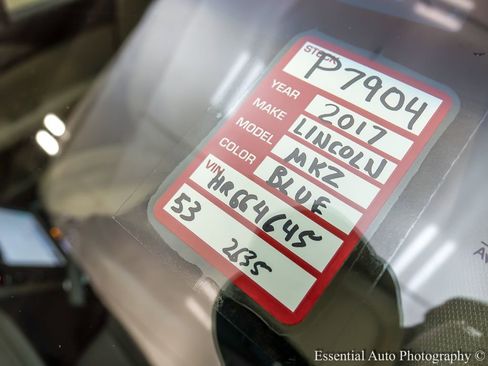 STOCK P7904
YEAR 2017
MAKE LINCOLN
MODEL MKZ
COLOR BLUE
VIN HR664645
53 2635
Essential Auto Photography ©